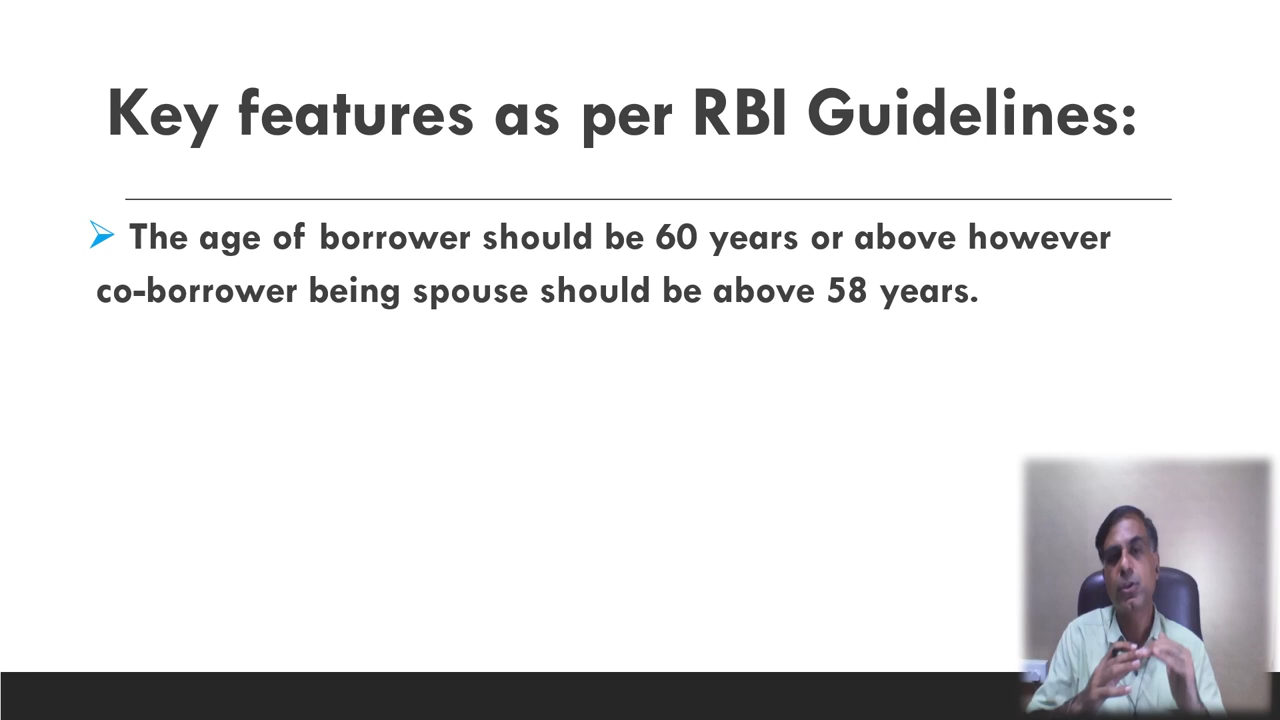 Key features as per RBI Guidelines:
The age of borrower should be 60 years or above however
co-borrower being spouse should be above 58 years.